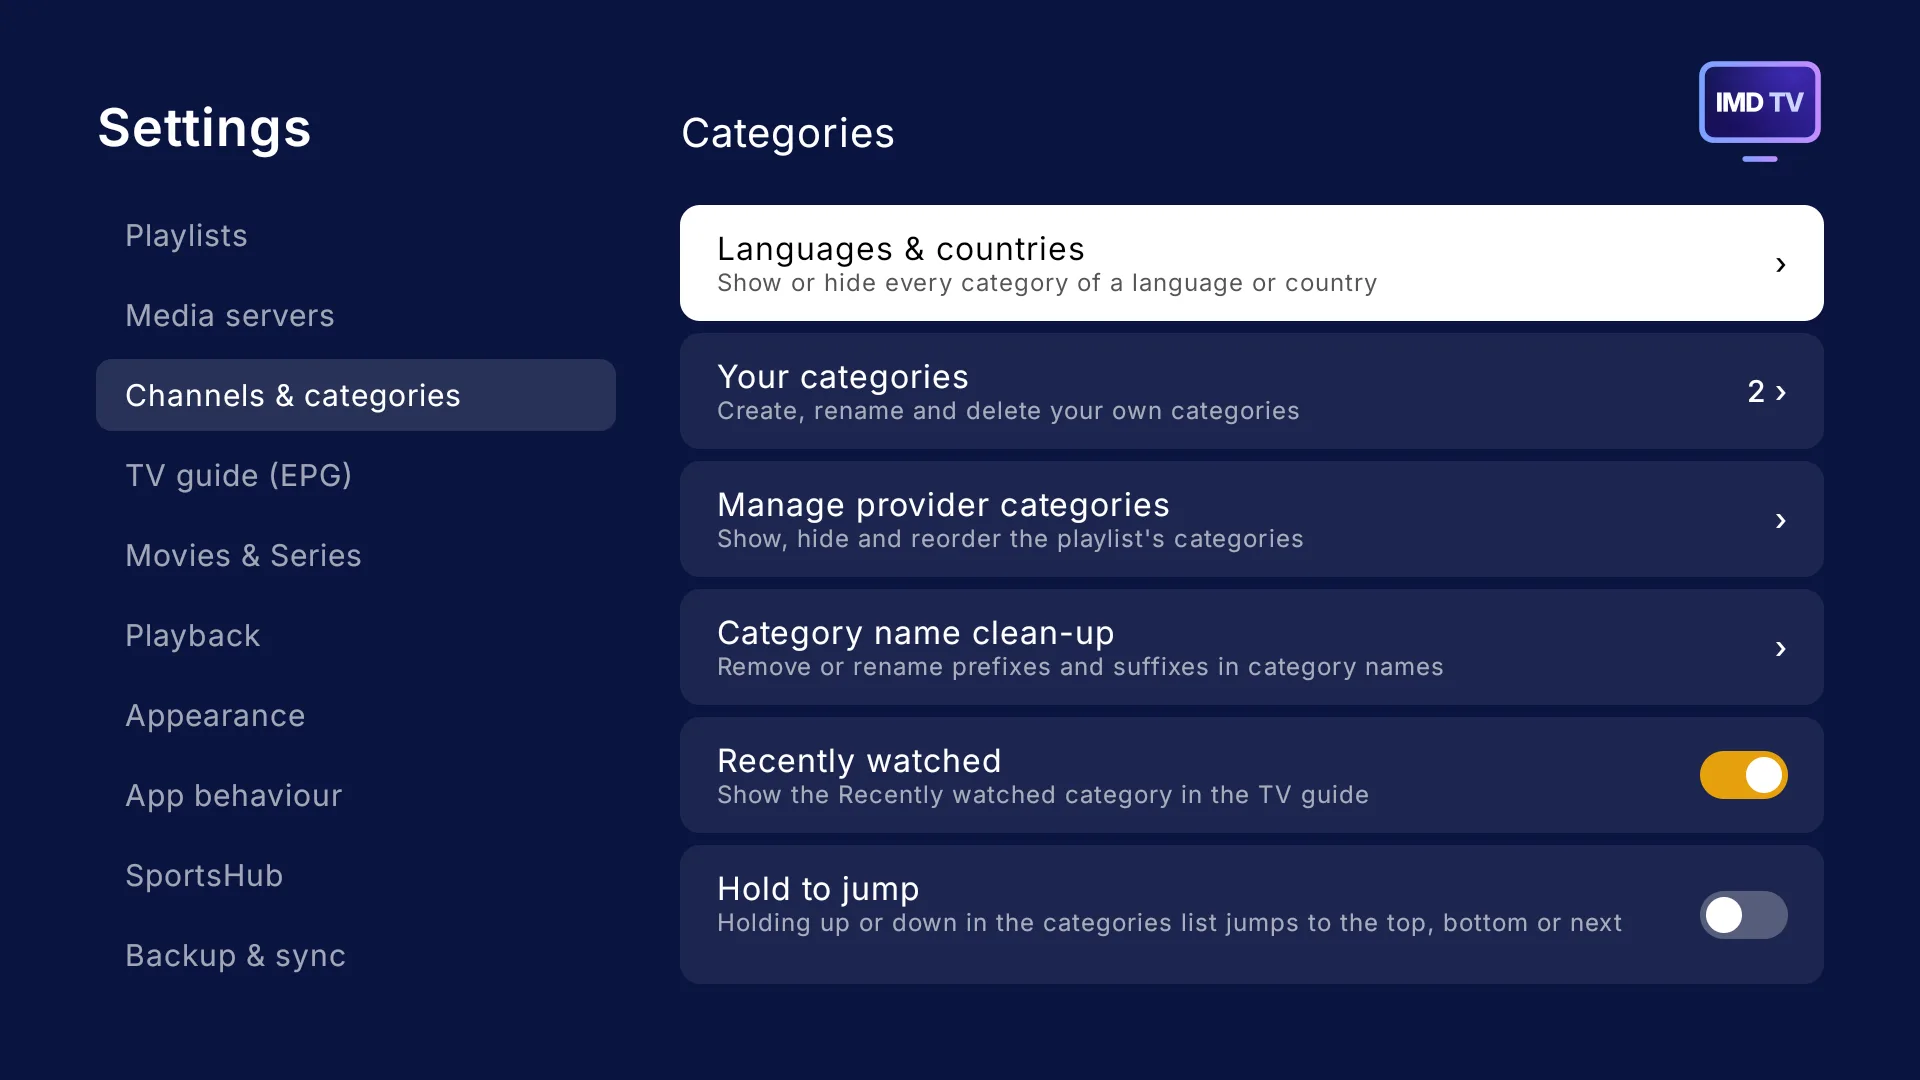 Settings
Playlists
Media servers
Channels & categories
TV guide (EPG)
Movies & Series
Playback
Appearance
App behaviour
SportsHub
Backup & sync
Categories
IMD TV
Languages & countries
Show or hide every category of a language or country
›
Your categories
Create, rename and delete your own categories
2 ›
Manage provider categories
Show, hide and reorder the playlist's categories
›
Category name clean-up
Remove or rename prefixes and suffixes in category names
›
Recently watched
Show the Recently watched category in the TV guide
Hold to jump
Holding up or down in the categories list jumps to the top, bottom or next